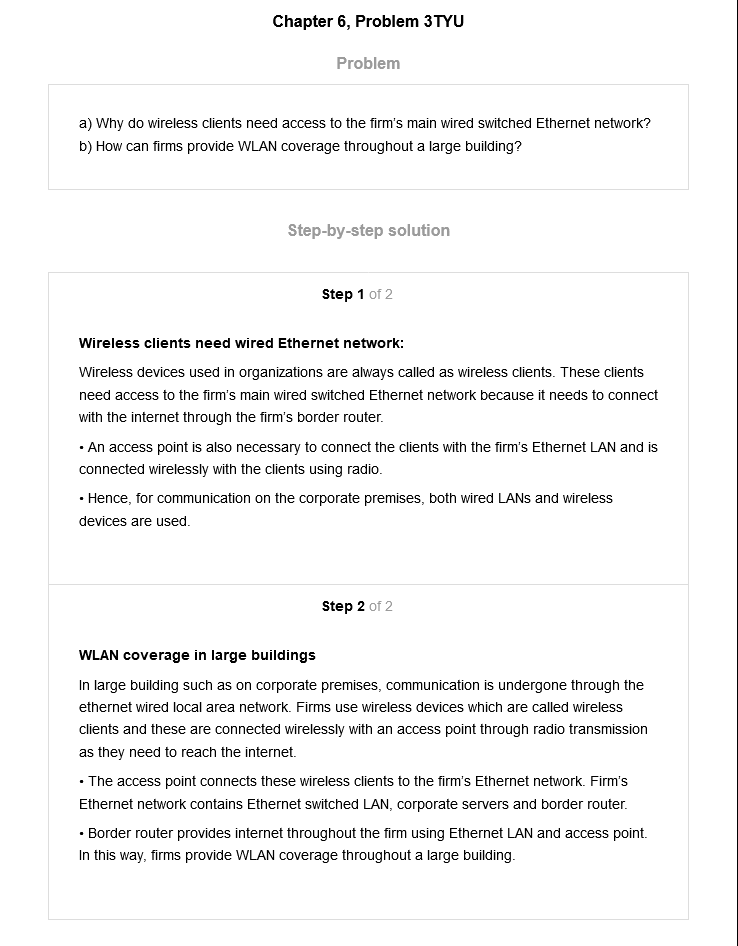 Chapter 6, Problem 3TYU
Problem
a) Why do wireless clients need access to the firm's main wired switched Ethernet network?
b) How can firms provide WLAN coverage throughout a large building?
Step-by-step solution
Step 1 of 2
Wireless clients need wired Ethernet network:
Wireless devices used in organizations are always called as wireless clients. These clients
need access to the firm's main wired switched Ethernet network because it needs to connect
with the internet through the firm's border router.
• An access point is also necessary to connect the clients with the firm's Ethernet LAN and is
connected wirelessly with the clients using radio.
• Hence, for communication on the corporate premises, both wired LANs and wireless
devices are used.
Step 2 of 2
WLAN coverage in large buildings
In large building such as on corporate premises, communication is undergone through the
ethernet wired local area network. Firms use wireless devices which are called wireless
clients and these are connected wirelessly with an access point through radio transmission
as they need to reach the internet.
• The access point connects these wireless clients to the firm's Ethernet network. Firm's
Ethernet network contains Ethernet switched LAN, corporate servers and border router.
• Border router provides internet throughout the firm using Ethernet LAN and access point.
In this way, firms provide WLAN coverage throughout a large building.